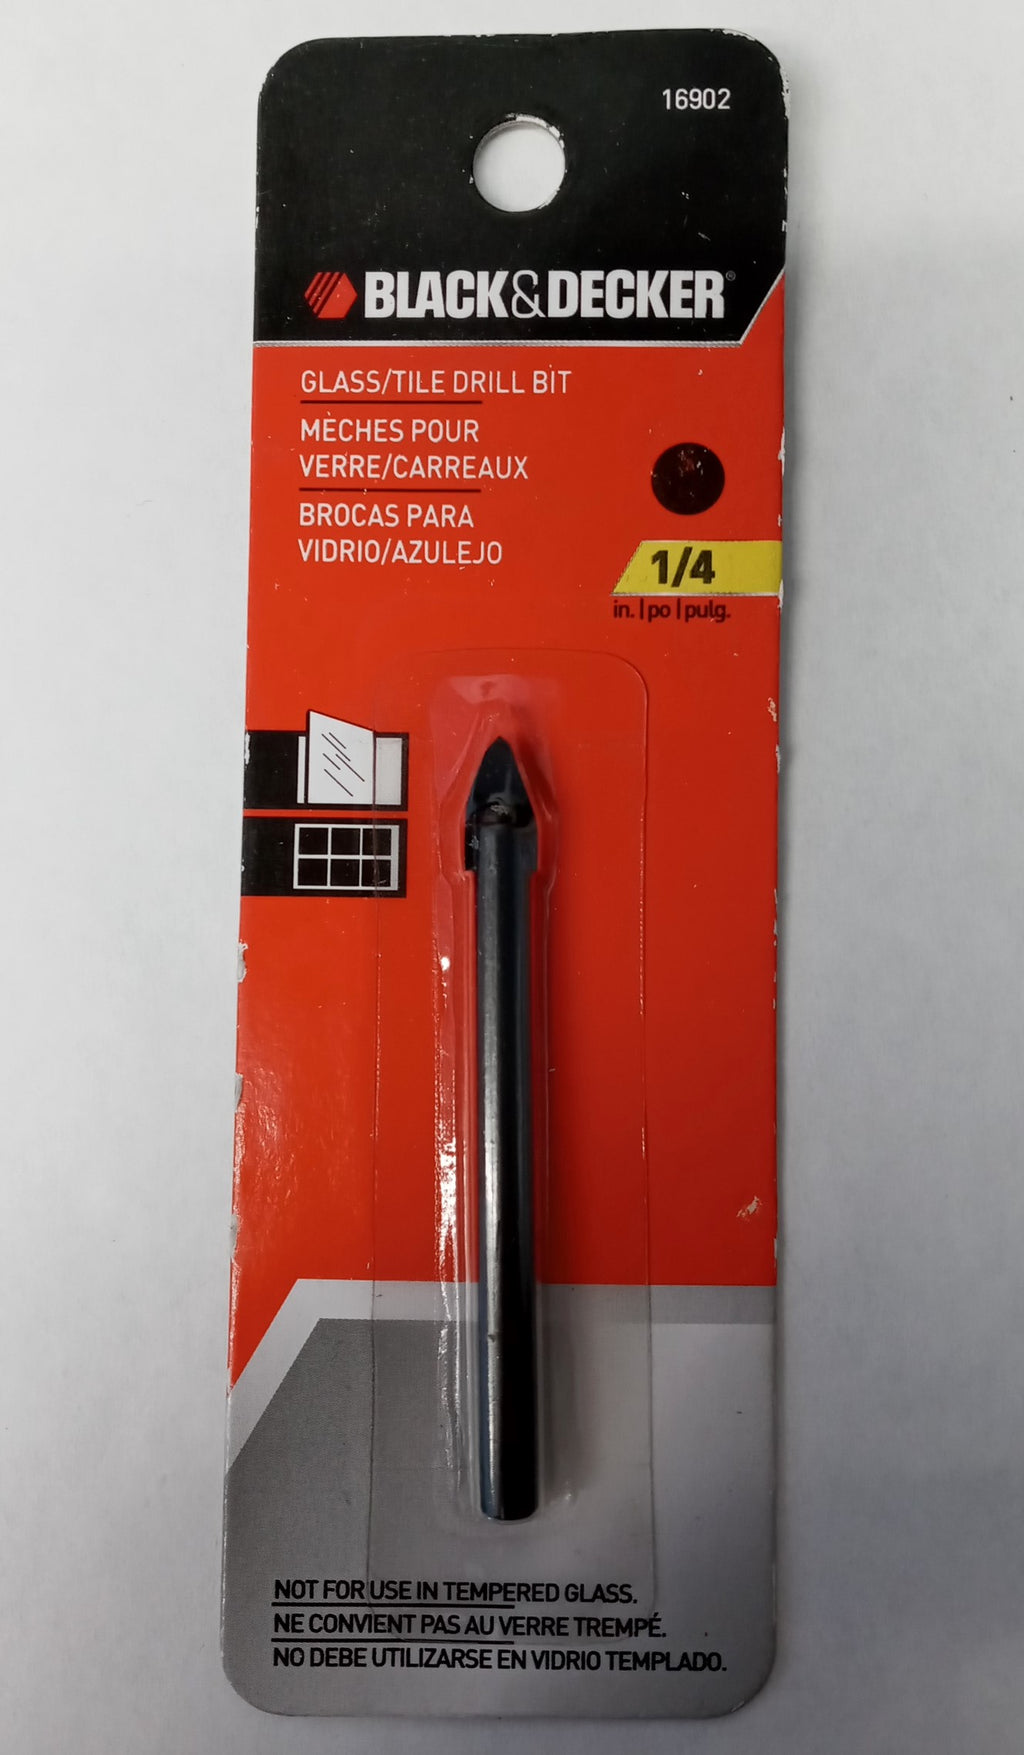 16902
BLACK&DECKER®
GLASS/TILE DRILL BIT
MÈCHES POUR
VERRE/CARREAUX
BROCAS PARA
VIDRIO/AZULEJO
1/4
in. | po | pulg.
NOT FOR USE IN TEMPERED GLASS.
NE CONVIENT PAS AU VERRE TREMPÉ.
NO DEBE UTILIZARSE EN VIDRIO TEMPLADO.